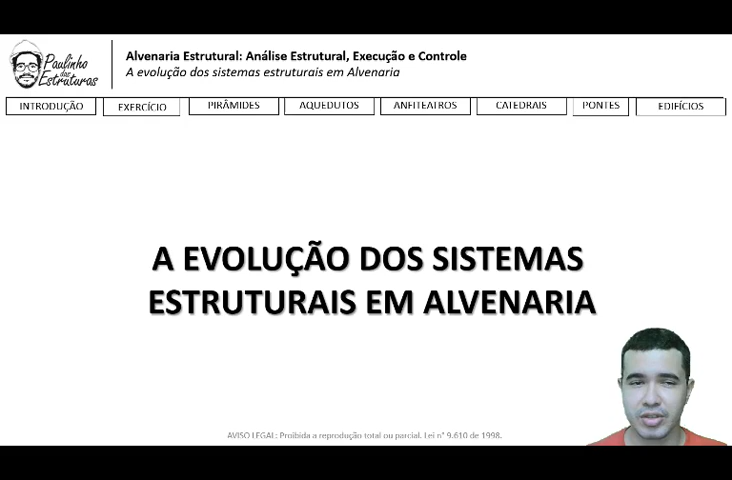 Paulinho
das
Estruturas
Alvenaria Estrutural: Análise Estrutural, Execução e Controle
A evolução dos sistemas estruturais em Alvenaria
INTRODUÇÃO
EXERCÍCIO
PIRÂMIDES
AQUEDUTOS
ANFITEATROS
CATEDRAIS
PONTES
EDIFÍCIOS
A EVOLUÇÃO DOS SISTEMAS
ESTRUTURAIS EM ALVENARIA
AVISO LEGAL: Proibida a reprodução total ou parcial. Lei n° 9.610 de 1998.